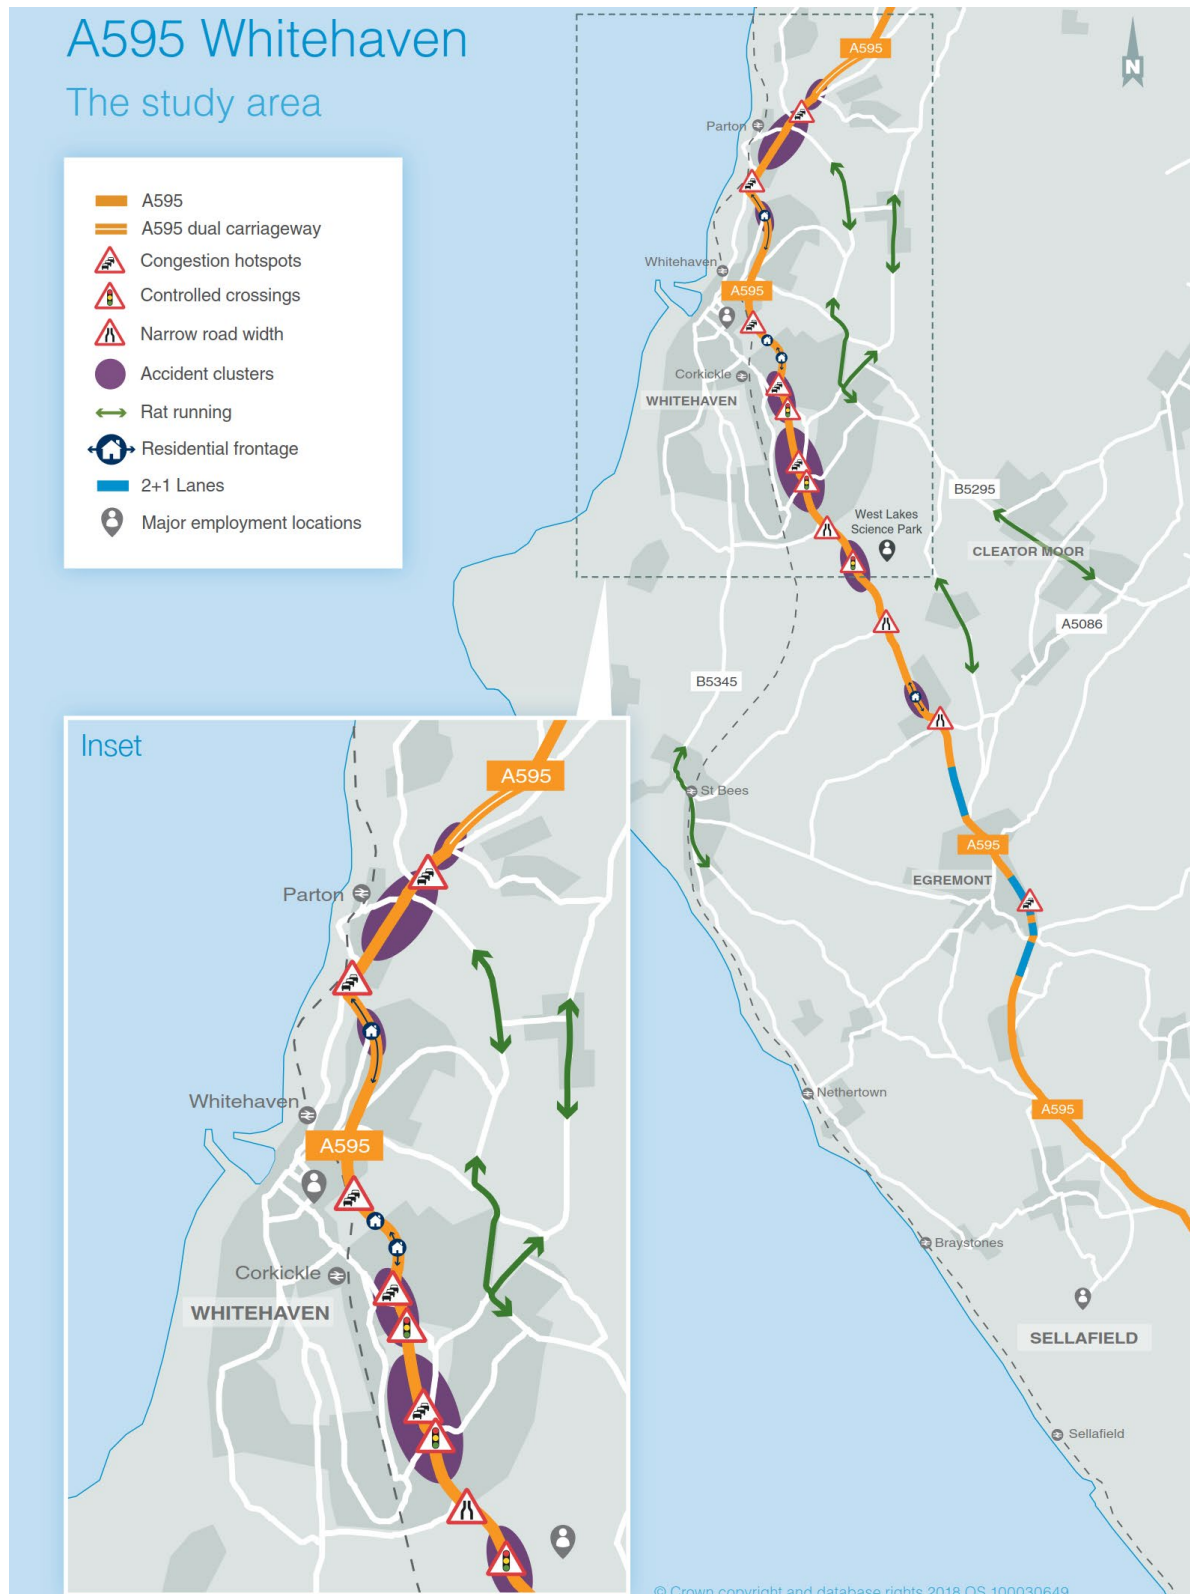 A595 Whitehaven
The study area
A595
A595 dual carriageway
Congestion hotspots
Controlled crossings
Narrow road width
Accident clusters
Rat running
Residential frontage
2+1 Lanes
Major employment locations
A595
N
Parton
Whitehaven
A595
Corkickle
WHITEHAVEN
B5295
West Lakes
Science Park
CLEATOR MOOR
A5086
B5345
St Bees
A595
EGREMONT
Nethertown
A595
Braystones
SELLAFIELD
Sellafield
Inset
A595
Parton
Whitehaven
A595
Corkickle
WHITEHAVEN
© Crown copyright and database rights 2018 OS 100030649